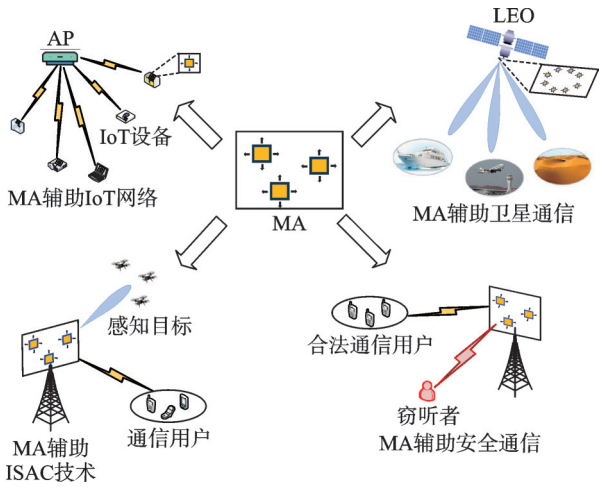 AP
IoT设备
MA辅助IoT网络
LEO
MA辅助卫星通信
MA
感知目标
通信用户
MA辅助
ISAC技术
合法通信用户
窃听者
MA辅助安全通信